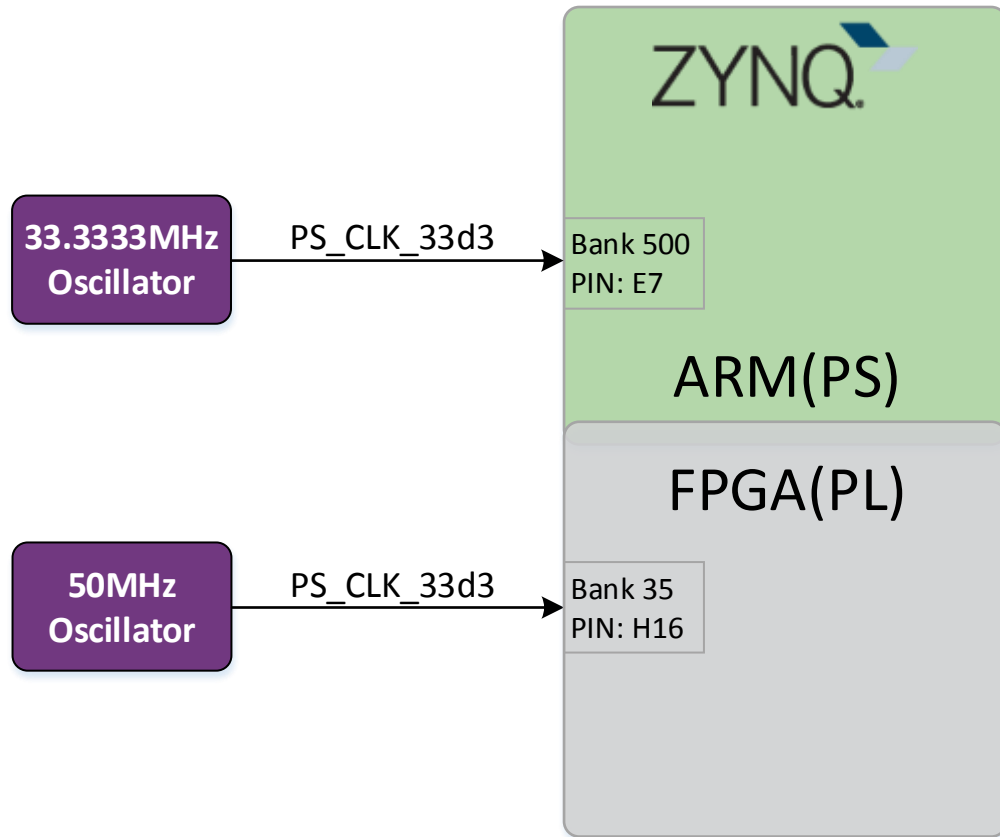 ZYNQ®
33.3333MHz
Oscillator
PS_CLK_33d3
Bank 500
PIN: E7
ARM(PS)
FPGA(PL)
50MHz
Oscillator
PS_CLK_33d3
Bank 35
PIN: H16